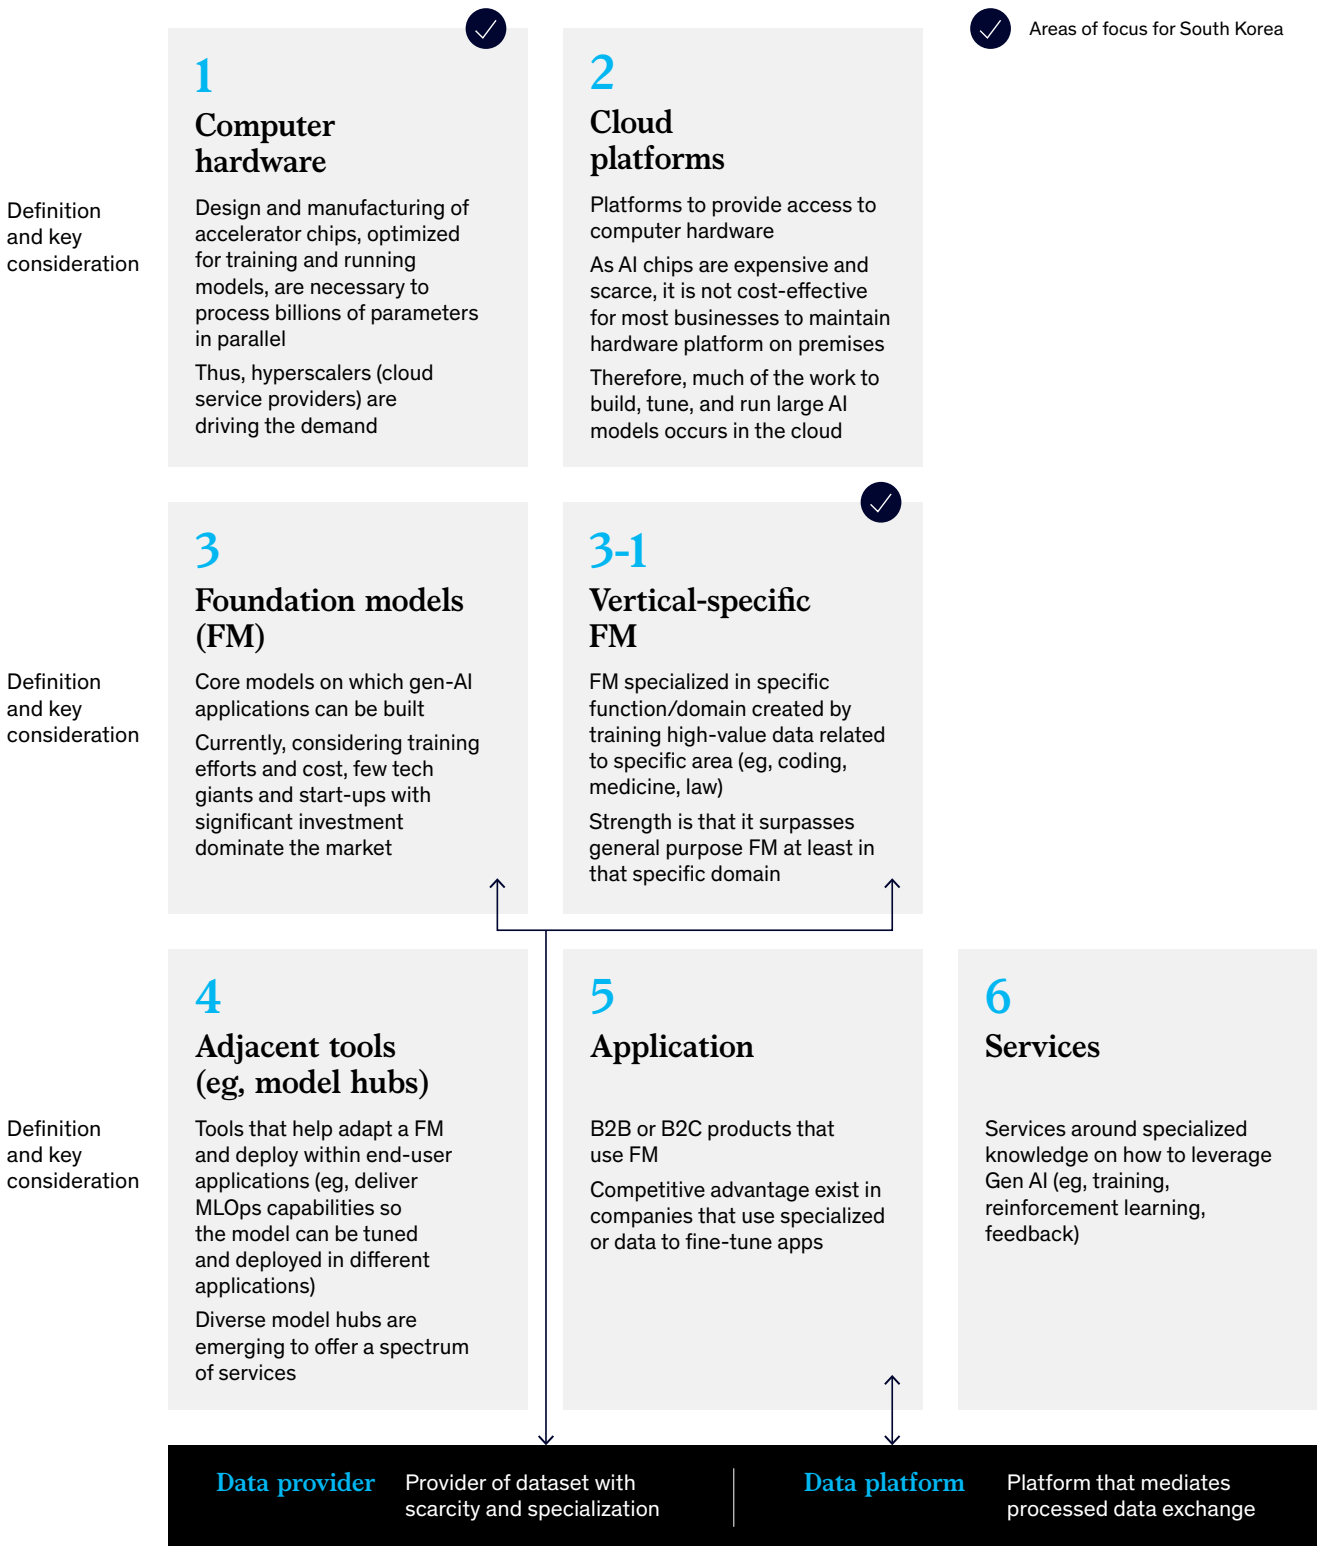 Areas of focus for South Korea
Definition
and key
consideration
1
Computer
hardware
Design and manufacturing of
accelerator chips, optimized
for training and running
models, are necessary to
process billions of parameters
in parallel
Thus, hyperscalers (cloud
service providers) are
driving the demand
2
Cloud
platforms
Platforms to provide access to
computer hardware
As AI chips are expensive and
scarce, it is not cost-effective
for most businesses to maintain
hardware platform on premises
Therefore, much of the work to
build, tune, and run large AI
models occurs in the cloud
Definition
and key
consideration
3
Foundation models
(FM)
Core models on which gen-AI
applications can be built
Currently, considering training
efforts and cost, few tech
giants and start-ups with
significant investment
dominate the market
3-1
Vertical-specific
FM
FM specialized in specific
function/domain created by
training high-value data related
to specific area (eg, coding,
medicine, law)
Strength is that it surpasses
general purpose FM at least in
that specific domain
Definition
and key
consideration
4
Adjacent tools
(eg, model hubs)
Tools that help adapt a FM
and deploy within end-user
applications (eg, deliver
MLOps capabilities so
the model can be tuned
and deployed in different
applications)
Diverse model hubs are
emerging to offer a spectrum
of services
5
Application
B2B or B2C products that
use FM
Competitive advantage exist in
companies that use specialized
or data to fine-tune apps
6
Services
Services around specialized
knowledge on how to leverage
Gen AI (eg, training,
reinforcement learning,
feedback)
Data provider
Provider of dataset with
scarcity and specialization
Data platform
Platform that mediates
processed data exchange